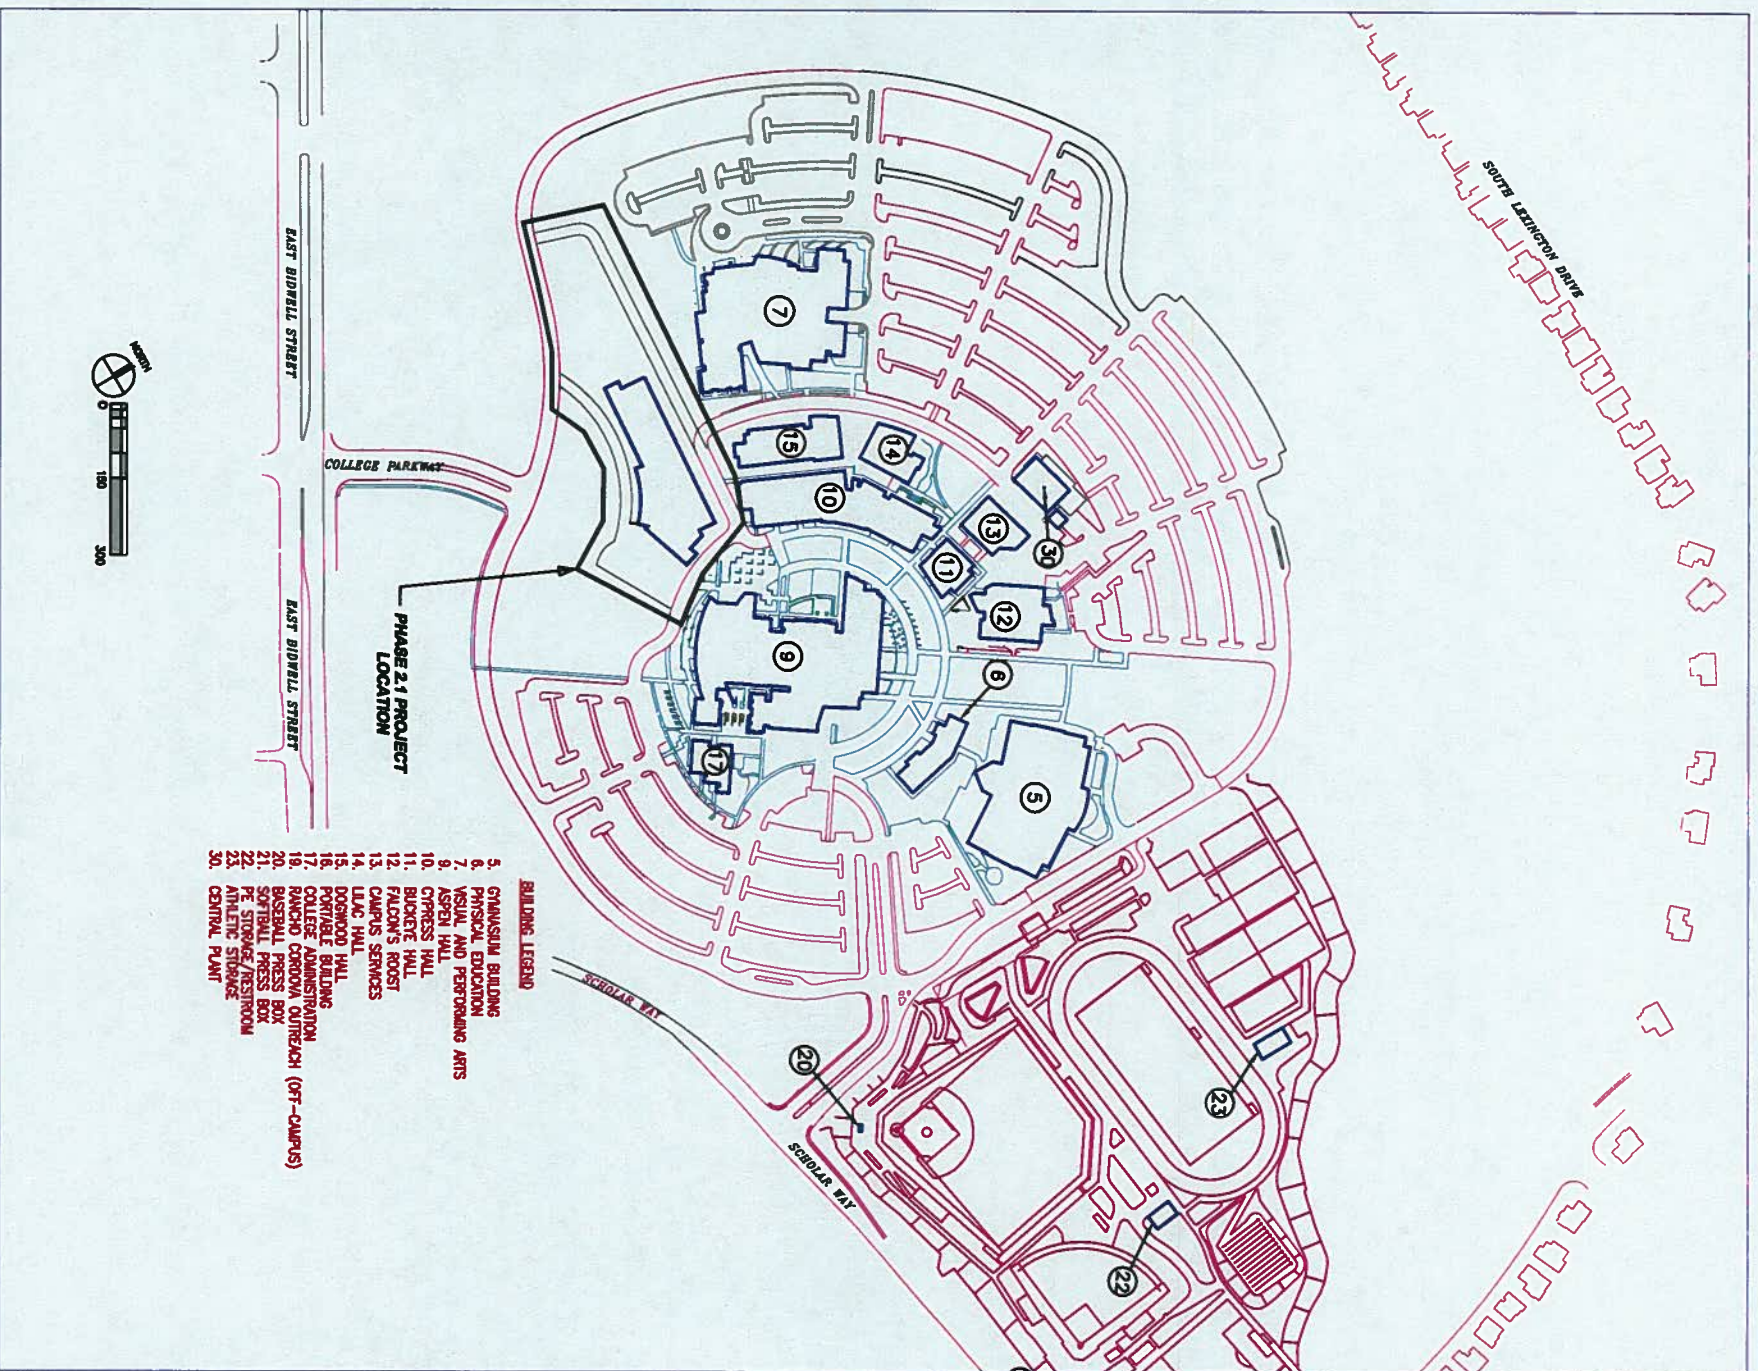 SOUTH LEXINGTON DRIVE
EAST BIDWELL STREET
COLLEGE PARKWAY
EAST BIDWELL STREET
NORTH
0
150
300
PHASE 2.1 PROJECT
LOCATION
7
15
14
10
13
30
11
12
9
6
5
17
20
23
22
SCHOLAR WAY
SCHOLAR WAY
BUILDING LEGEND
5. GYMNASIUM BUILDING
6. PHYSICAL EDUCATION
7. VISUAL AND PERFORMING ARTS
9. ASPEN HALL
10. CYPRESS HALL
11. BUCKEYE HALL
12. FALCON'S ROOST
13. CAMPUS SERVICES
14. LILAC HALL
15. DOGWOOD HALL
16. PORTABLE BUILDING
17. COLLEGE ADMINISTRATION
19. RANCHO CORDOVA OUTREACH (OFF-CAMPUS)
20. BASEBALL PRESS BOX
21. SOFTBALL PRESS BOX
22. PE STORAGE/RESTROOM
23. ATHLETIC STORAGE
30. CENTRAL PLANT